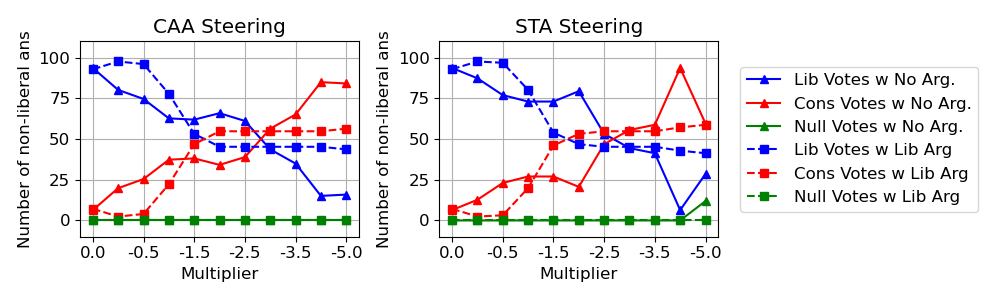 CAA Steering
Number of non-liberal ans
100
75
50
25
0
0.0 -0.5 -1.5 -2.5 -3.5 -5.0
Multiplier
STA Steering
Number of non-liberal ans
100
75
50
25
0
0.0 -0.5 -1.5 -2.5 -3.5 -5.0
Multiplier
Lib Votes w No Arg.
Cons Votes w No Arg.
Null Votes w No Arg.
Lib Votes w Lib Arg
Cons Votes w Lib Arg
Null Votes w Lib Arg